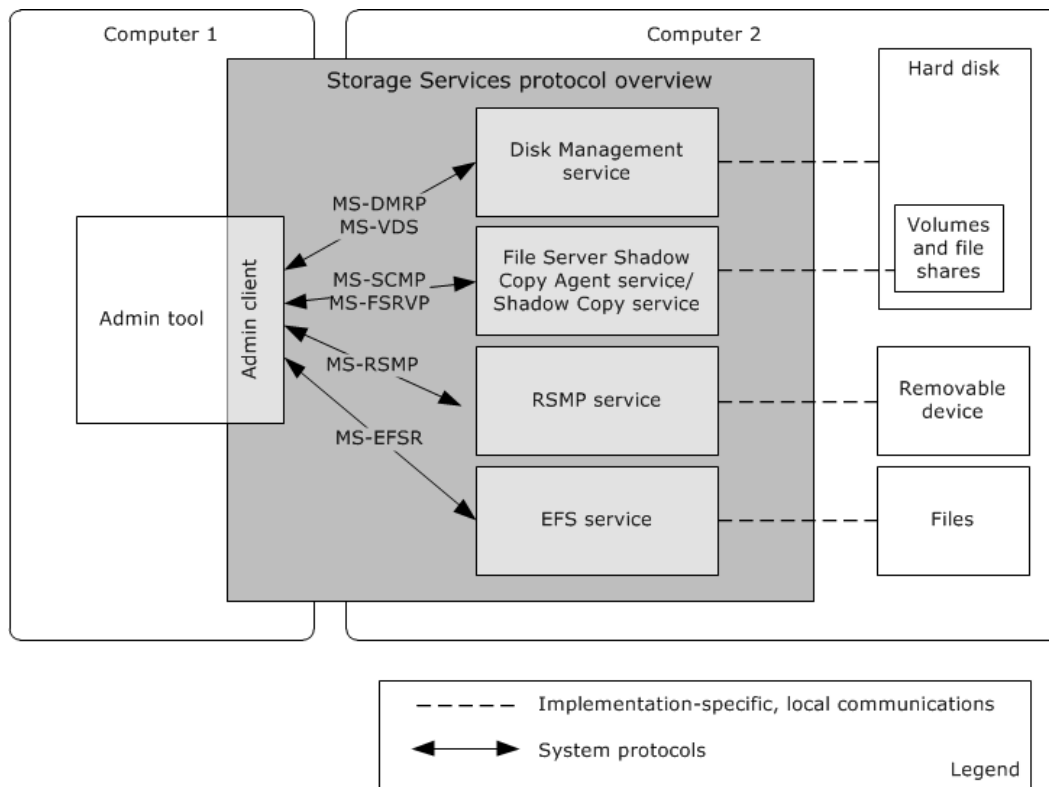 Computer 1
Computer 2
Storage Services protocol overview
Hard disk
Disk Management
service
MS-DMRP
MS-VDS
Volumes
and file
shares
File Server Shadow
Copy Agent service/
Shadow Copy service
MS-SCMP
MS-FSRVP
Admin tool
Admin client
MS-RSMP
RSMP service
Removable
device
MS-EFSR
EFS service
Files
Implementation-specific, local communications
System protocols
Legend